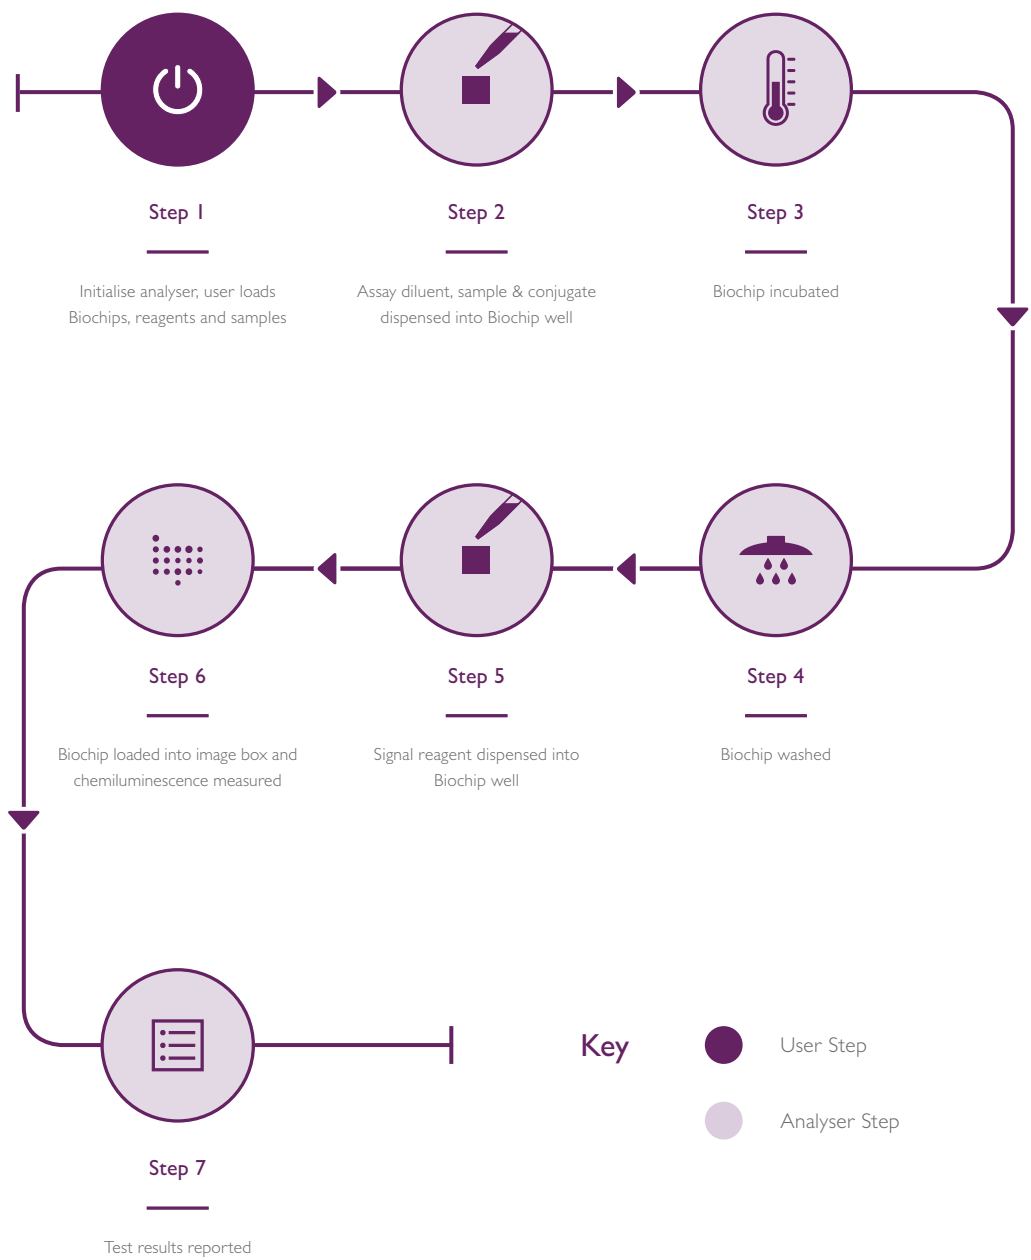 Step 1
Initialise analyser, user loads
Biochips, reagents and samples
Step 2
Assay diluent, sample & conjugate
dispensed into Biochip well
Step 3
Biochip incubated
Step 4
Biochip washed
Step 5
Signal reagent dispensed into
Biochip well
Step 6
Biochip loaded into image box and
chemiluminescence measured
Step 7
Test results reported
Key
User Step
Analyser Step